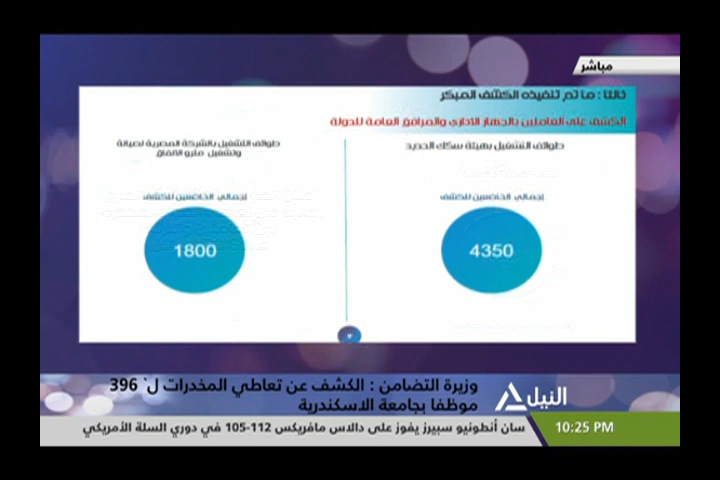 مباشر
ثالثا : ما تم تنفيذه الكشف المبكر
الكشف على العاملين بالجهاز الاداري والمرافق العامة للدولة
طوائف التشغيل بهيئة سكك الحديد
اجمالي الخاضعين للكشف
4350
طوائف التشغيل بالشركة المصرية لصيانة
وتشغيل مترو الانفاق
اجمالي الخاضعين للكشف
1800
وزيرة التضامن : الكشف عن تعاطي المخدرات ل` 396
موظفا بجامعة الاسكندرية
النيل
سان أنطونيو سبيرز يفوز على دالاس مافريكس 112-105 في دوري السلة الأمريكي
10:25 PM